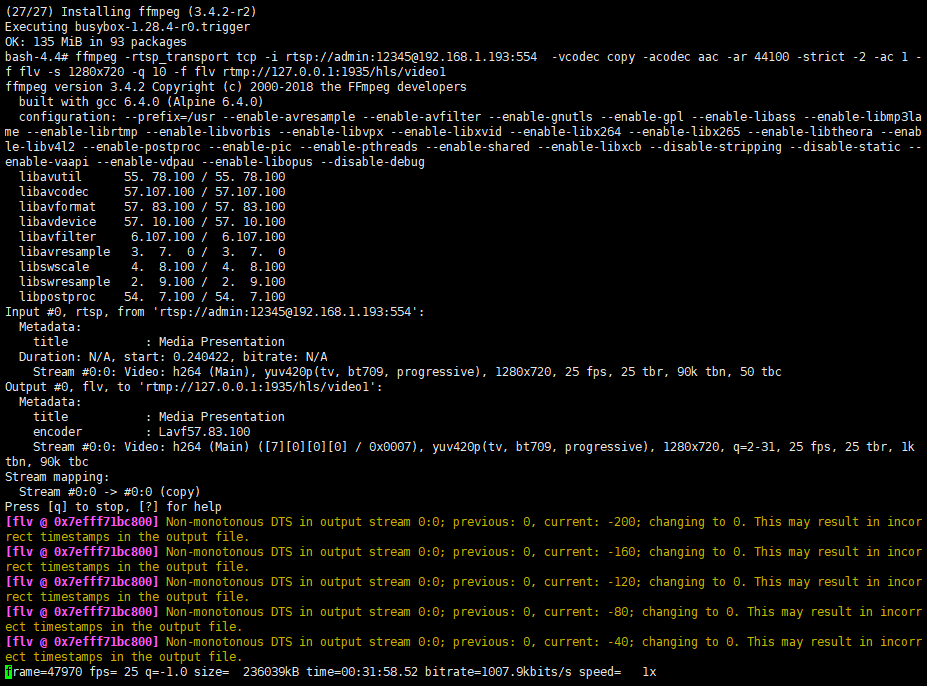 (27/27) Installing ffmpeg (3.4.2-r2)
Executing busybox-1.28.4-r0.trigger
OK: 135 MiB in 93 packages
bash-4.4# ffmpeg -rtsp_transport tcp -i rtsp://admin:12345@192.168.1.193:554  -vcodec copy -acodec aac -ar 44100 -strict -2 -ac 1 -
f flv -s 1280x720 -q 10 -f flv rtmp://127.0.0.1:1935/hls/video1
ffmpeg version 3.4.2 Copyright (c) 2000-2018 the FFmpeg developers
  built with gcc 6.4.0 (Alpine 6.4.0)
  configuration: --prefix=/usr --enable-avresample --enable-avfilter --enable-gnutls --enable-gpl --enable-libass --enable-libmp3la
me --enable-librtmp --enable-libvorbis --enable-libvpx --enable-libxvid --enable-libx264 --enable-libx265 --enable-libtheora --enab
le-libv4l2 --enable-postproc --enable-pic --enable-pthreads --enable-shared --enable-libxcb --disable-stripping --disable-static --
enable-vaapi --enable-vdpau --enable-libopus --disable-debug
  libavutil      55. 78.100 / 55. 78.100
  libavcodec     57.107.100 / 57.107.100
  libavformat    57. 83.100 / 57. 83.100
  libavdevice    57. 10.100 / 57. 10.100
  libavfilter     6.107.100 /  6.107.100
  libavresample   3.  7.  0 /  3.  7.  0
  libswscale      4.  8.100 /  4.  8.100
  libswresample   2.  9.100 /  2.  9.100
  libpostproc    54.  7.100 / 54.  7.100
Input #0, rtsp, from 'rtsp://admin:12345@192.168.1.193:554':
  Metadata:
    title           : Media Presentation
  Duration: N/A, start: 0.240422, bitrate: N/A
    Stream #0:0: Video: h264 (Main), yuv420p(tv, bt709, progressive), 1280x720, 25 fps, 25 tbr, 90k tbn, 50 tbc
Output #0, flv, to 'rtmp://127.0.0.1:1935/hls/video1':
  Metadata:
    title           : Media Presentation
    encoder         : Lavf57.83.100
    Stream #0:0: Video: h264 (Main) ([7][0][0][0] / 0x0007), yuv420p(tv, bt709, progressive), 1280x720, q=2-31, 25 fps, 25 tbr, 1k
tbn, 90k tbc
Stream mapping:
  Stream #0:0 -> #0:0 (copy)
Press [q] to stop, [?] for help
[flv @ 0x7efff71bc800] Non-monotonous DTS in output stream 0:0; previous: 0, current: -200; changing to 0. This may result in incor
rect timestamps in the output file.
[flv @ 0x7efff71bc800] Non-monotonous DTS in output stream 0:0; previous: 0, current: -160; changing to 0. This may result in incor
rect timestamps in the output file.
[flv @ 0x7efff71bc800] Non-monotonous DTS in output stream 0:0; previous: 0, current: -120; changing to 0. This may result in incor
rect timestamps in the output file.
[flv @ 0x7efff71bc800] Non-monotonous DTS in output stream 0:0; previous: 0, current: -80; changing to 0. This may result in incorr
ect timestamps in the output file.
[flv @ 0x7efff71bc800] Non-monotonous DTS in output stream 0:0; previous: 0, current: -40; changing to 0. This may result in incorr
ect timestamps in the output file.
frame=47970 fps= 25 q=-1.0 size=  236039kB time=00:31:58.52 bitrate=1007.9kbits/s speed=   1x